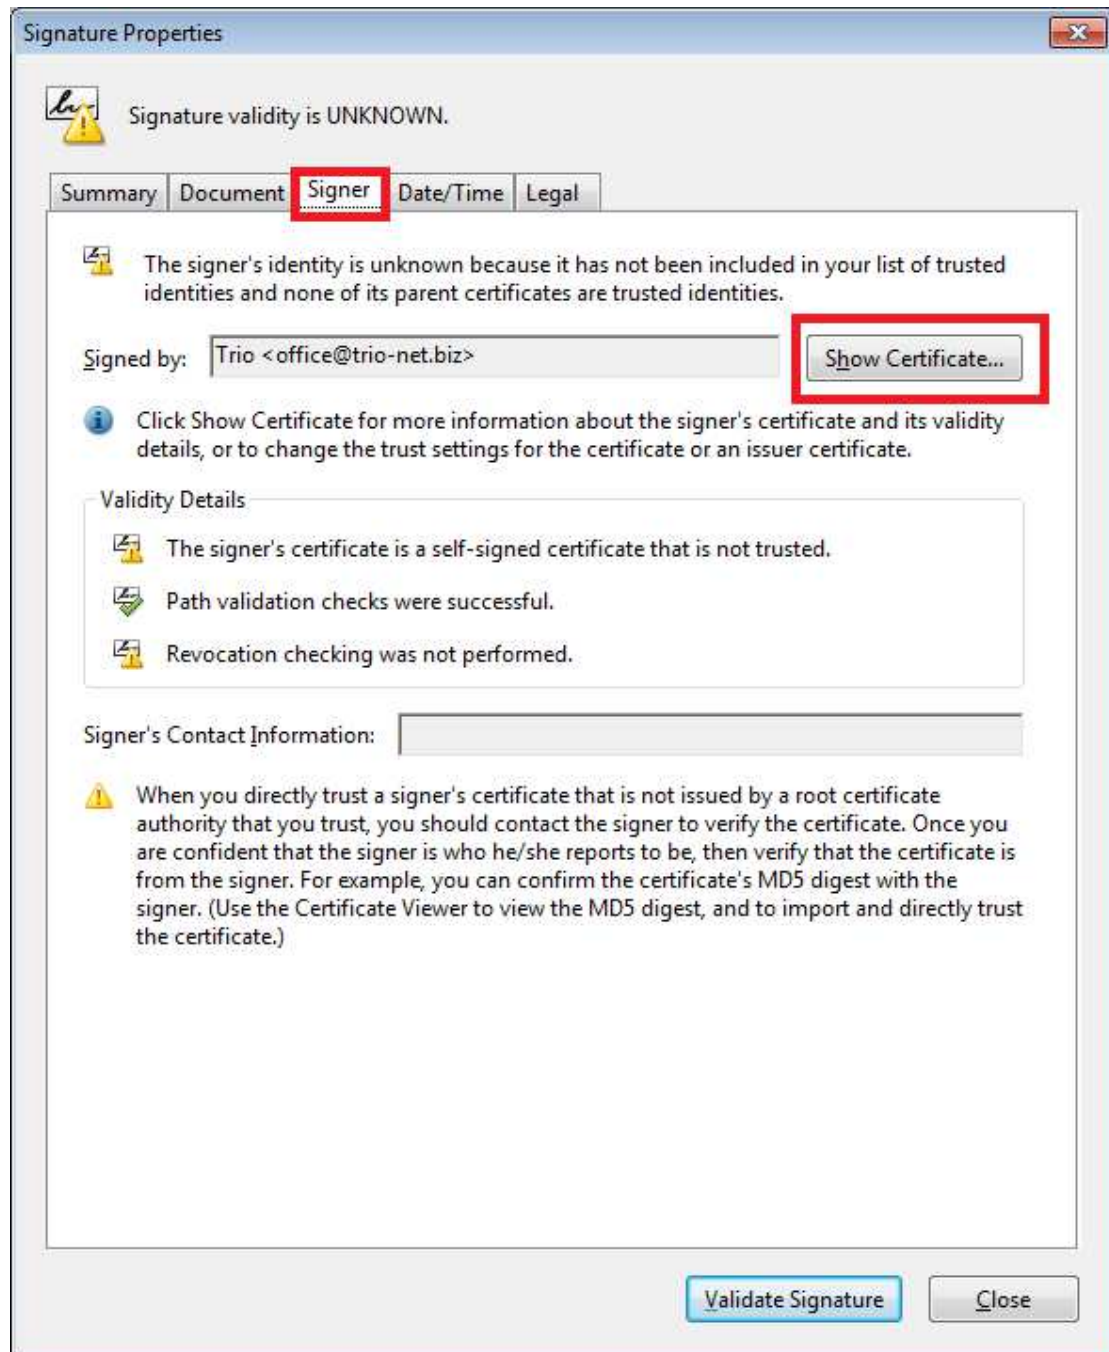 Signature Properties
Signature validity is UNKNOWN.
Summary Document Signer Date/Time Legal
The signer's identity is unknown because it has not been included in your list of trusted
identities and none of its parent certificates are trusted identities.
Signed by: Trio <office@trio-net.biz> Show Certificate...
Click Show Certificate for more information about the signer's certificate and its validity
details, or to change the trust settings for the certificate or an issuer certificate.
Validity Details
The signer's certificate is a self-signed certificate that is not trusted.
Path validation checks were successful.
Revocation checking was not performed.
Signer's Contact Information:
When you directly trust a signer's certificate that is not issued by a root certificate
authority that you trust, you should contact the signer to verify the certificate. Once you
are confident that the signer is who he/she reports to be, then verify that the certificate is
from the signer. For example, you can confirm the certificate's MD5 digest with the
signer. (Use the Certificate Viewer to view the MD5 digest, and to import and directly trust
the certificate.)
Validate Signature Close